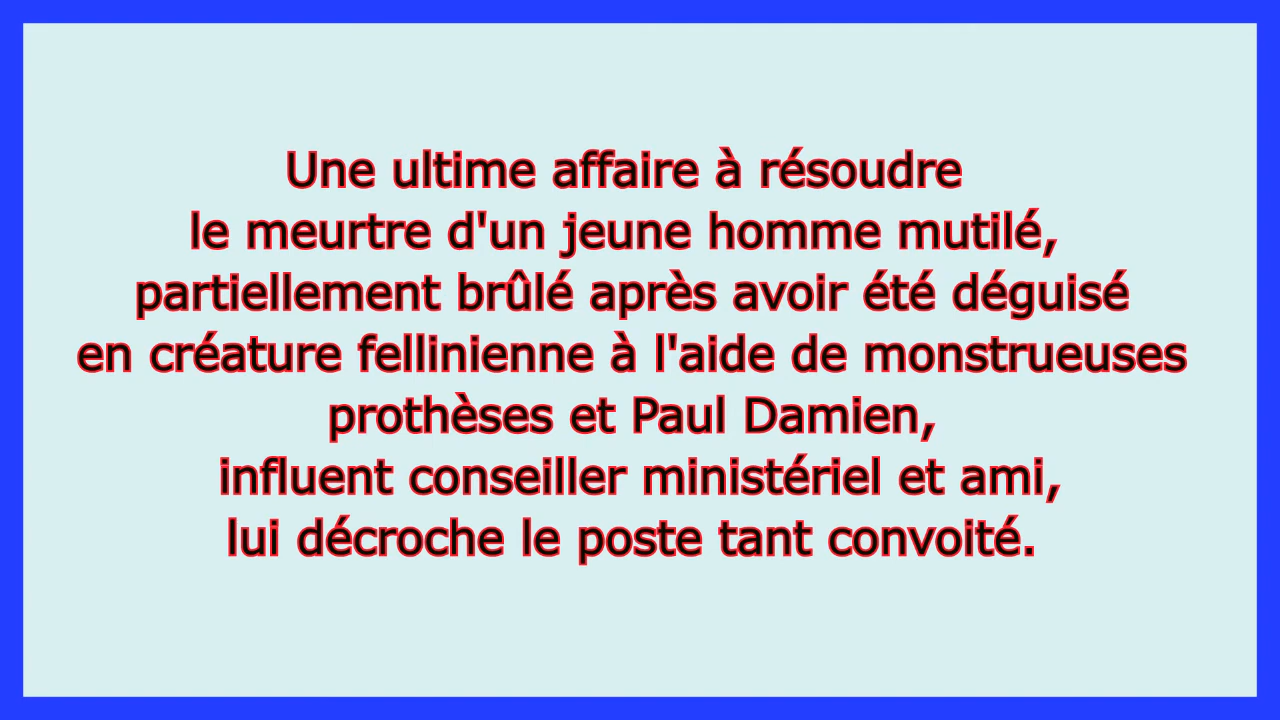 Une ultime affaire à résoudre
le meurtre d'un jeune homme mutilé,
partiellement brûlé après avoir été déguisé
en créature fellinienne à l'aide de monstrueuses
prothèses et Paul Damien,
influent conseiller ministériel et ami,
lui décroche le poste tant convoité.